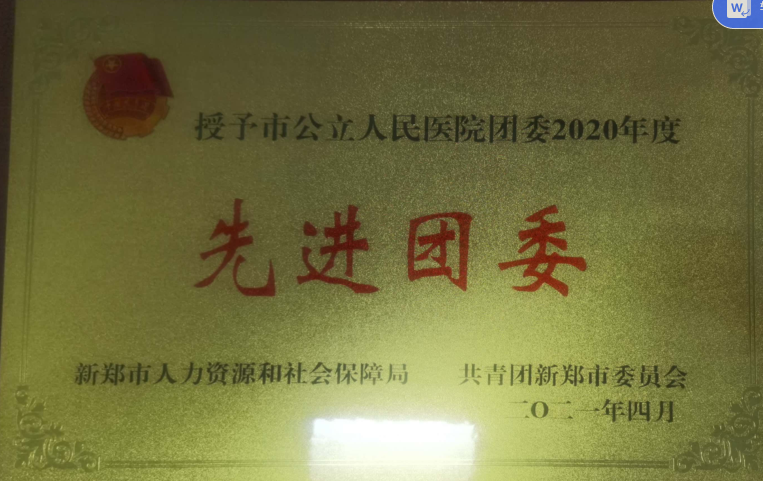 授予市公立人民医院团委2020年度
先进团委
新郑市人力资源和社会保障局 共青团新郑市委员会
二〇二一年四月
W